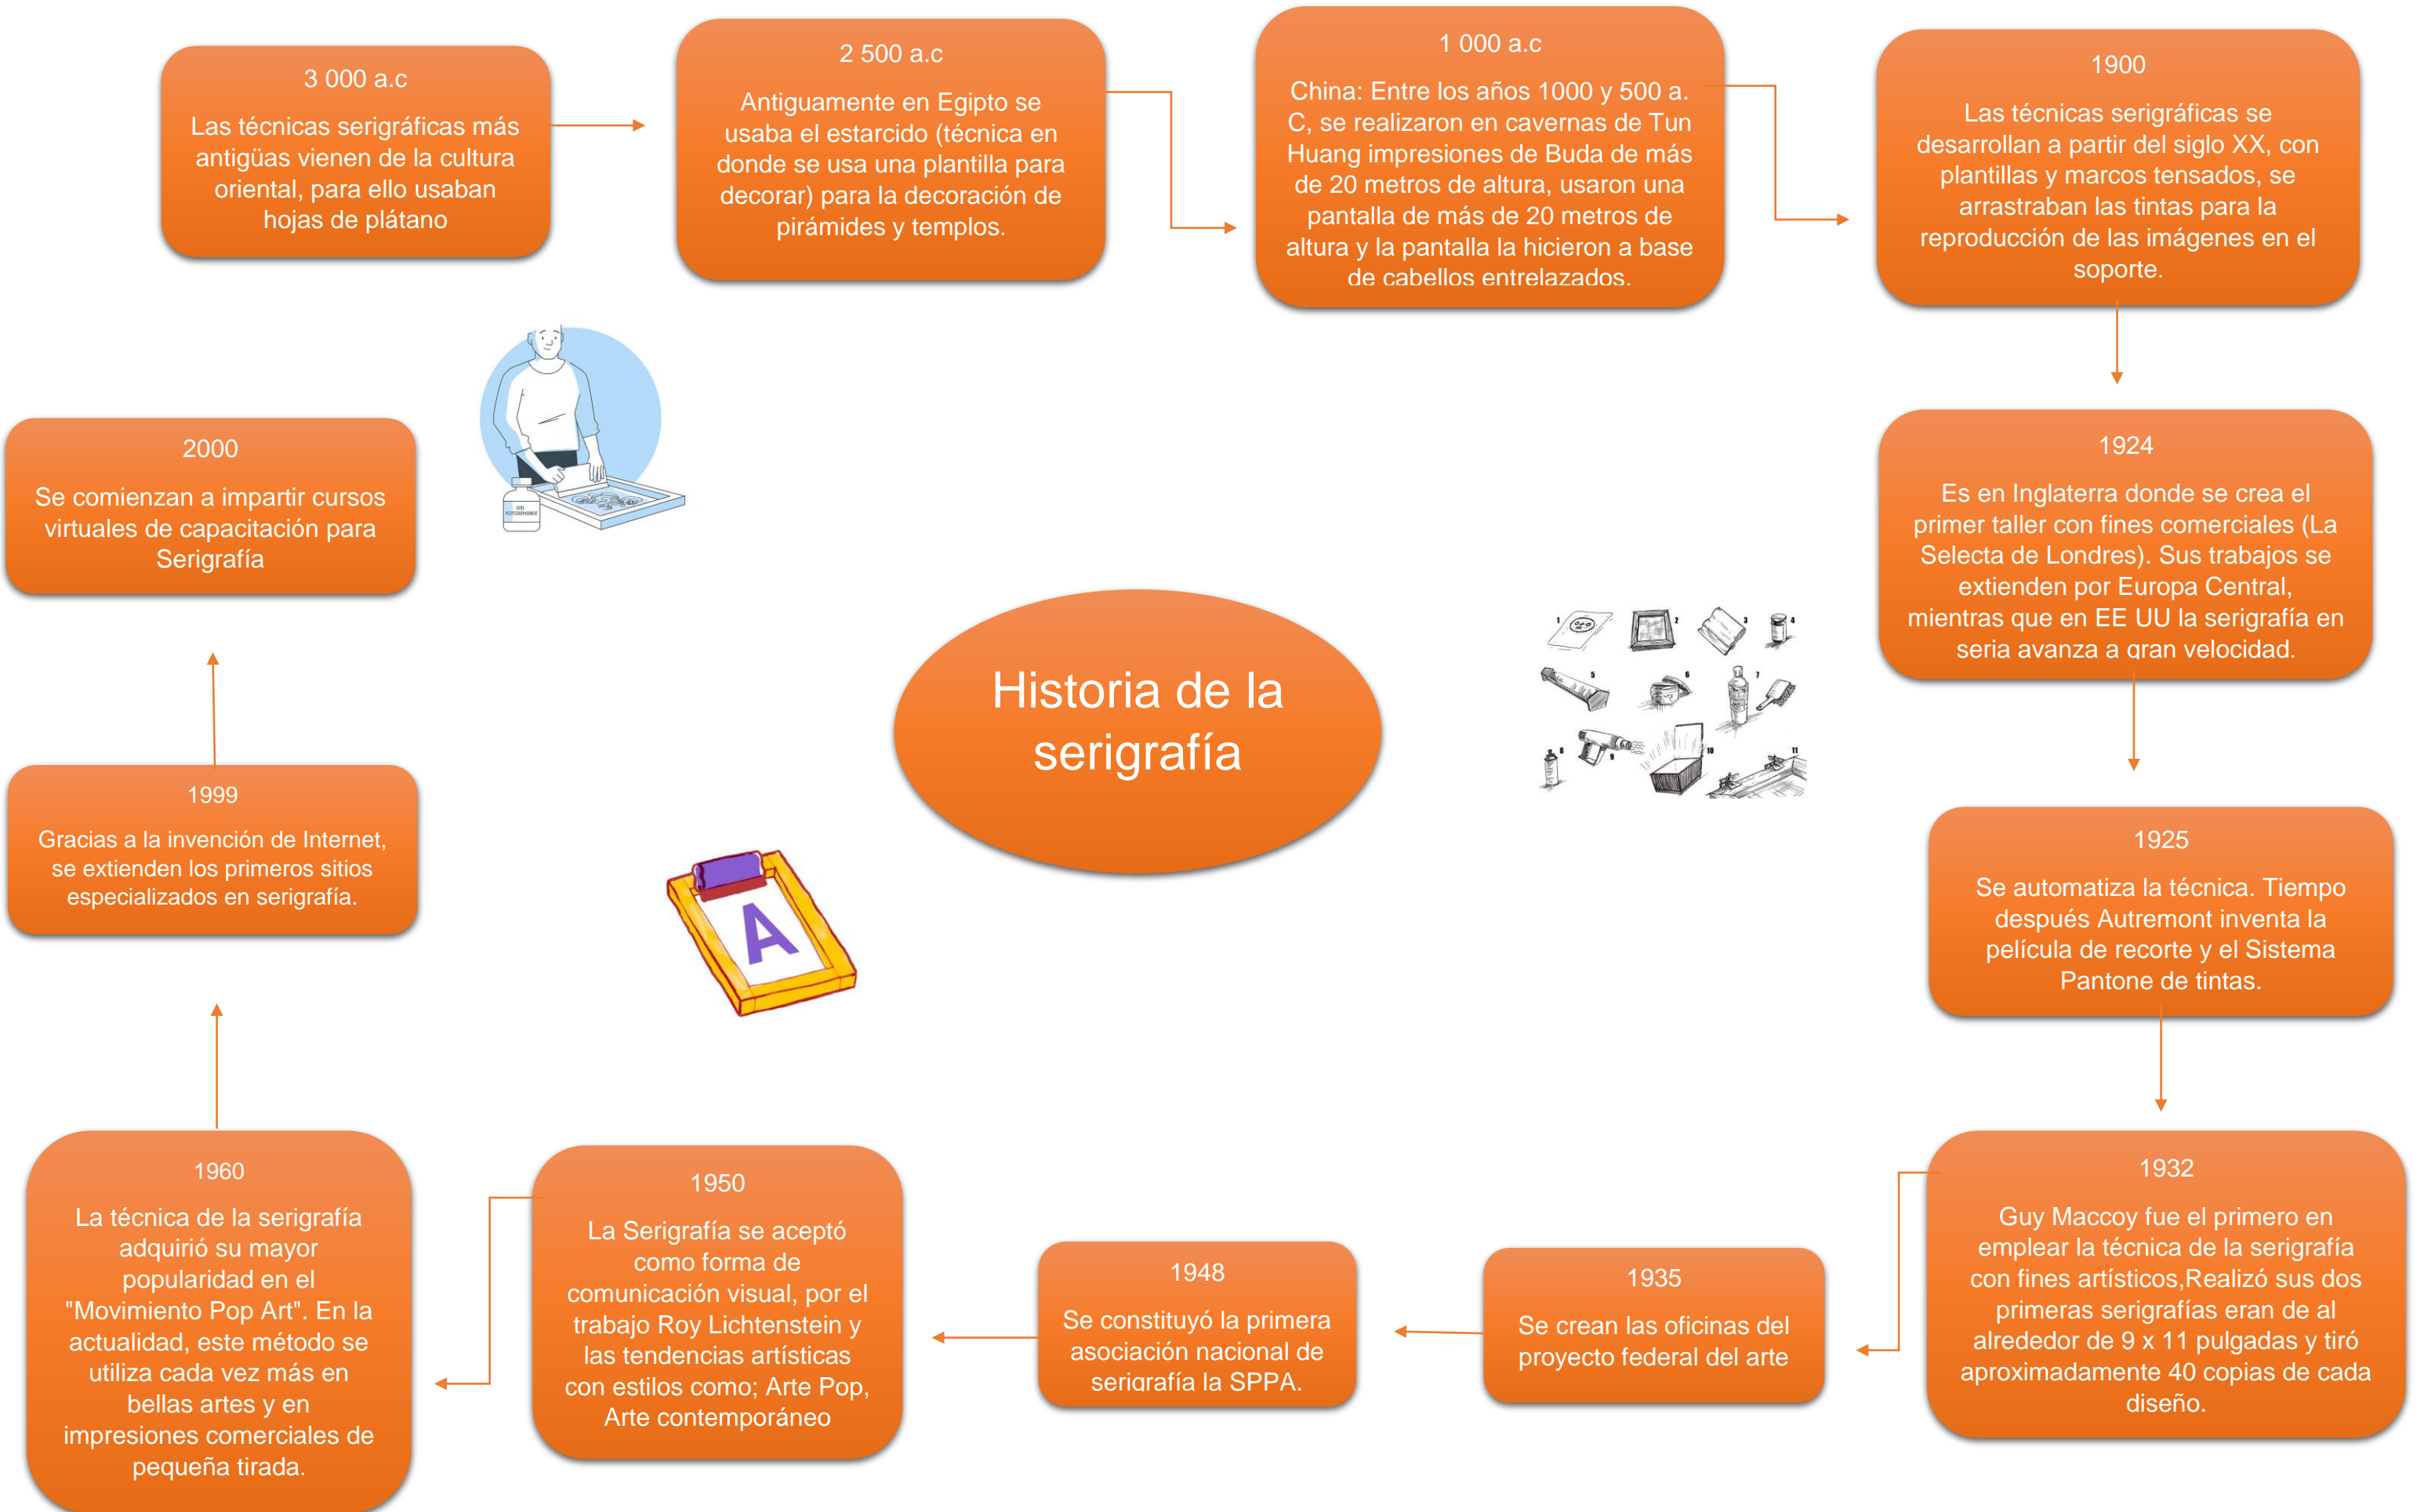 3 000 a.c
Las técnicas serigráficas más
antigüas vienen de la cultura
oriental, para ello usaban
hojas de plátano
2 500 a.c
Antiguamente en Egipto se
usaba el estarcido (técnica en
donde se usa una plantilla para
decorar) para la decoración de
pirámides y templos.
1 000 a.c
China: Entre los años 1000 y 500 a.
C, se realizaron en cavernas de Tun
Huang impresiones de Buda de más
de 20 metros de altura, usaron una
pantalla de más de 20 metros de
altura y la pantalla la hicieron a base
de cabellos entrelazados.
1900
Las técnicas serigráficas se
desarrollan a partir del siglo XX, con
plantillas y marcos tensados, se
arrastraban las tintas para la
reproducción de las imágenes en el
soporte.
1924
Es en Inglaterra donde se crea el
primer taller con fines comerciales (La
Selecta de Londres). Sus trabajos se
extienden por Europa Central,
mientras que en EE UU la serigrafía en
seria avanza a gran velocidad.
1925
Se automatiza la técnica. Tiempo
después Autremont inventa la
película de recorte y el Sistema
Pantone de tintas.
1932
Guy Maccoy fue el primero en
emplear la técnica de la serigrafía
con fines artísticos,Realizó sus dos
primeras serigrafías eran de al
alrededor de 9 x 11 pulgadas y tiró
aproximadamente 40 copias de cada
diseño.
1935
Se crean las oficinas del
proyecto federal del arte
1948
Se constituyó la primera
asociación nacional de
serigrafía la SPPA.
1950
La Serigrafía se aceptó
como forma de
comunicación visual, por el
trabajo Roy Lichtenstein y
las tendencias artísticas
con estilos como; Arte Pop,
Arte contemporáneo
1960
La técnica de la serigrafía
adquirió su mayor
popularidad en el
"Movimiento Pop Art". En la
actualidad, este método se
utiliza cada vez más en
bellas artes y en
impresiones comerciales de
pequeña tirada.
1999
Gracias a la invención de Internet,
se extienden los primeros sitios
especializados en serigrafía.
2000
Se comienzan a impartir cursos
virtuales de capacitación para
Serigrafía
GEL
FOTOSENSIBLE
Historia de la
serigrafía
A
1
2
3
4
5
6
7
8
9
10
11